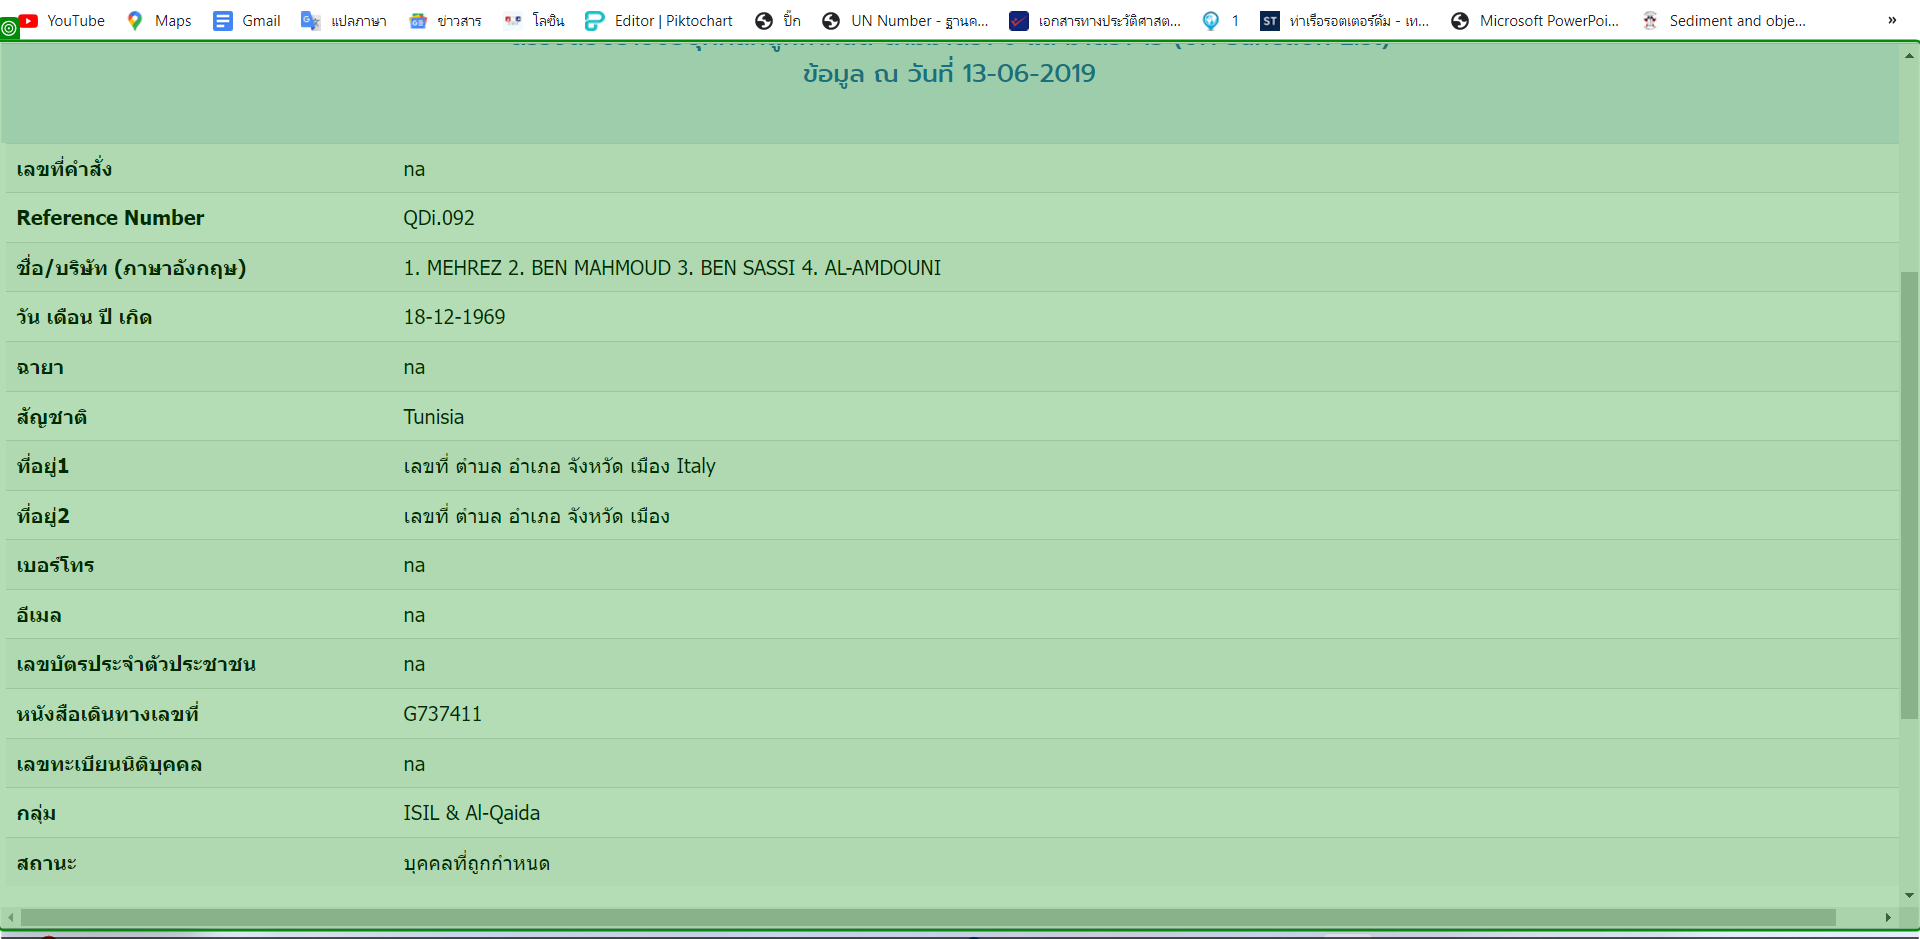 YouTube Maps Gmail แปลภาษา ข่าวสาร โลซิน Editor | Piktochart ปิ๊ก UN Number - ฐานค... เอกสารทางประวัติศาสต... 1 ST ท่าเรือรอตเตอร์ดัม - เท... Microsoft PowerPoi... Sediment and obje... »
ข้อมูล ณ วันที่ 13-06-2019
เลขที่คำสั่ง na
Reference Number QDi.092
ชื่อ/บริษัท (ภาษาอังกฤษ) 1. MEHREZ 2. BEN MAHMOUD 3. BEN SASSI 4. AL-AMDOUNI
วัน เดือน ปี เกิด 18-12-1969
ฉายา na
สัญชาติ Tunisia
ที่อยู่1 เลขที่ ตำบล อำเภอ จังหวัด เมือง Italy
ที่อยู่2 เลขที่ ตำบล อำเภอ จังหวัด เมือง
เบอร์โทร na
อีเมล na
เลขบัตรประจำตัวประชาชน na
หนังสือเดินทางเลขที่ G737411
เลขทะเบียนนิติบุคคล na
กลุ่ม ISIL & Al-Qaida
สถานะ บุคคลที่ถูกกำหนด